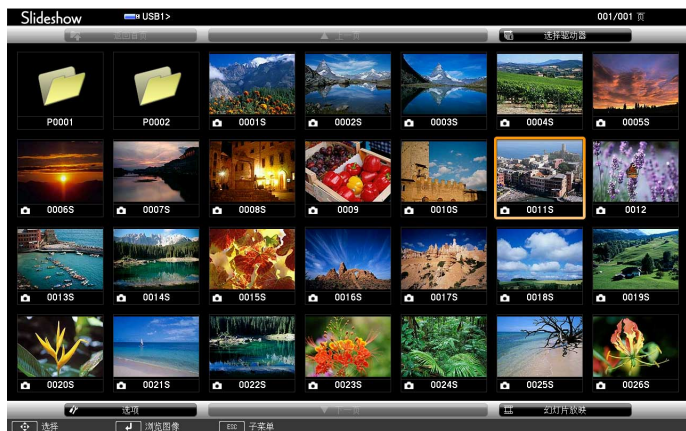 Slideshow USB1> 001/001 页
返回首页 ▲ 上一页 选择驱动器
P0001 P0002 0001S 0002S 0003S 0004S 0005S
0006S 0007S 0008S 0009 0010S 0011S 0012
0013S 0014S 0015S 0016S 0017S 0018S 0019S
0020S 0021S 0022S 0023S 0024S 0025S 0026S
选项 ▼ 下一页 幻灯片放映
选择 浏览图像 ESC 子菜单